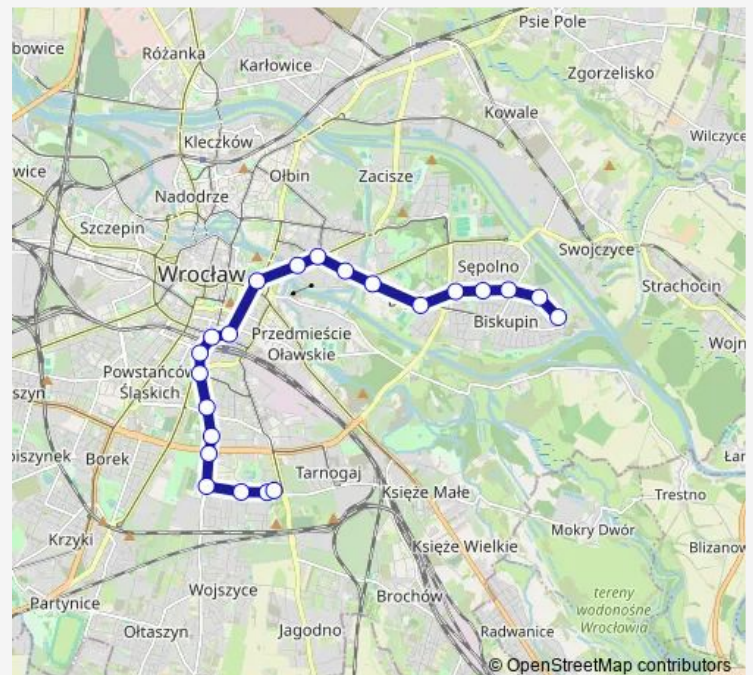 Psie Pole
bowice
Różanka
Karłowice
Zgorzelisko
Kowale
Wilczyce
Kleczków
wice
Ołbin
Zacisze
Nadodrze
Szczepin
Swojczyce
Wrocław
Sępolno
Strachocin
Biskupin
Wojn
Przedmieście
Oławskie
Powstańców
Śląskich
szyn
piszynek
Borek
Tarnogaj
Łar
Księże Małe
Trestno
Mokry Dwór
Krzyki
Księże Wielkie
Blizanow
Wojszyce
Brochów
tereny
wodonośne
Wrocławia
Partynice
Ołtaszyn
Jagodno
Radwanice
© OpenStreetMap contributors